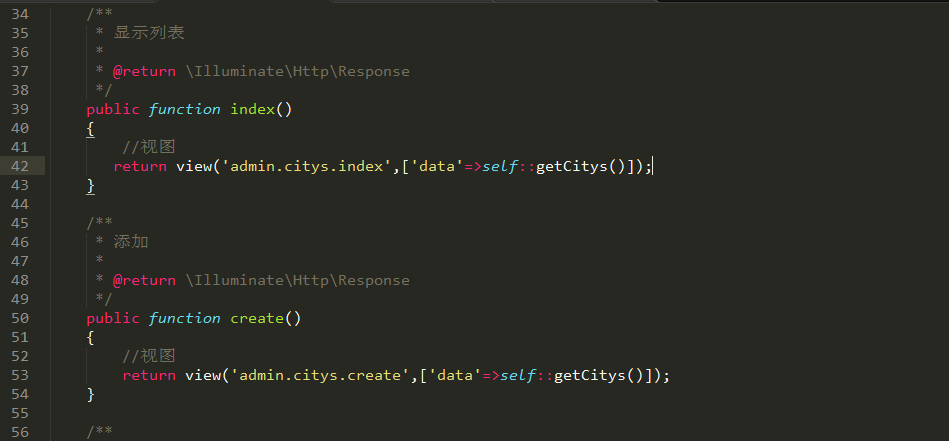 34 /**
35 * 显示列表
36 *
37 * @return \Illuminate\Http\Response
38 */
39 public function index()
40 {
41 //视图
42 return view('admin.citys.index',['data'=>self::getCitys()]);
43 }
44
45 /**
46 * 添加
47 *
48 * @return \Illuminate\Http\Response
49 */
50 public function create()
51 {
52 //视图
53 return view('admin.citys.create',['data'=>self::getCitys()]);
54 }
55
56 /**